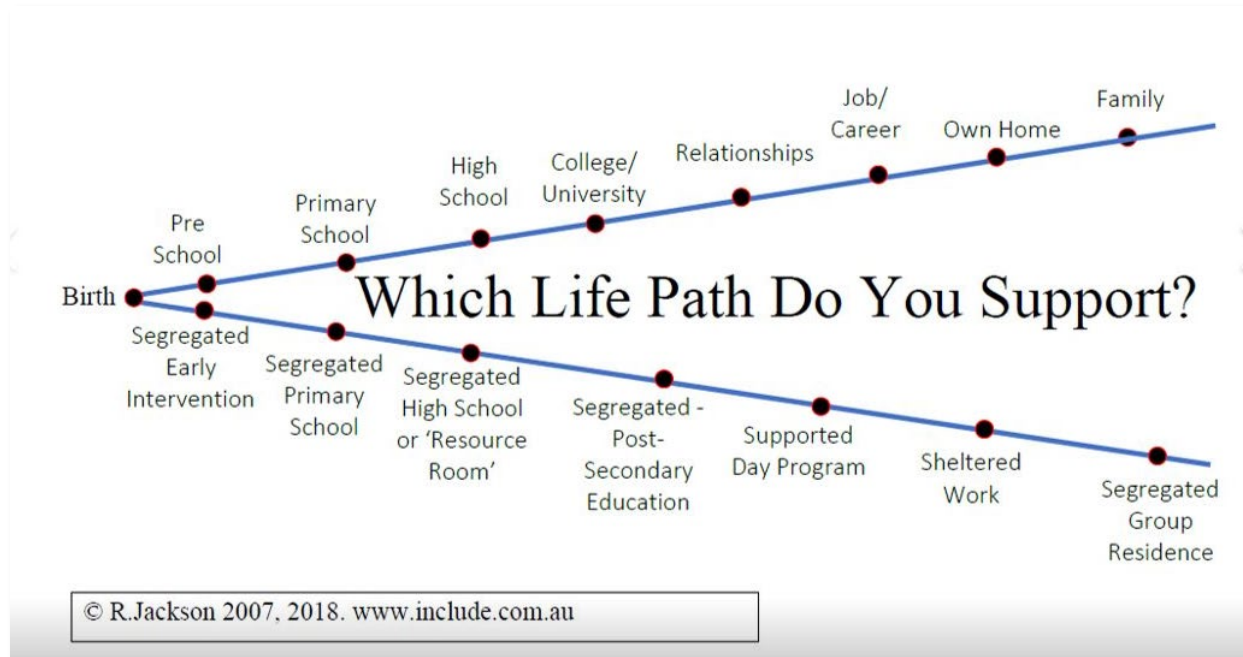 Job/
Career
Family
Own Home
Relationships
College/
University
High
School
Primary
School
Pre
School
Birth
Which Life Path Do You Support?
Segregated
Early
Intervention
Segregated
Primary
School
Segregated
High School
or ‘Resource
Room’
Segregated -
Post-
Secondary
Education
Supported
Day Program
Sheltered
Work
Segregated
Group
Residence
© R.Jackson 2007, 2018. www.include.com.au